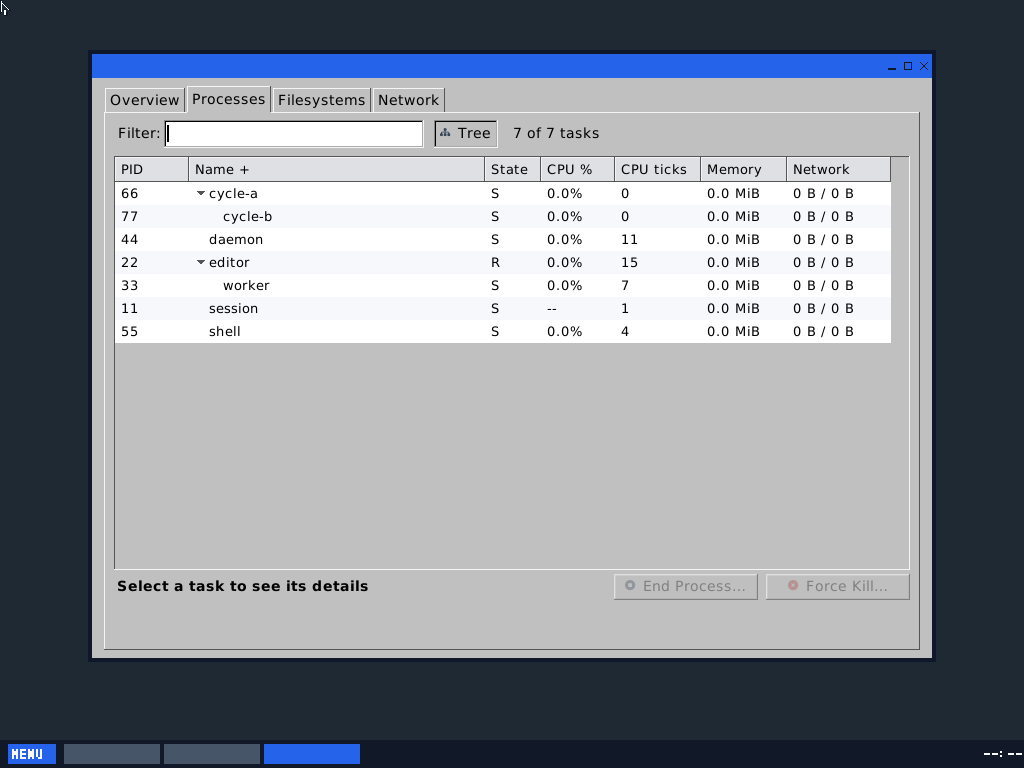 Overview Processes Filesystems Network
Filter: Tree 7 of 7 tasks
PID Name + State CPU % CPU ticks Memory Network
66 cycle-a S 0.0% 0 0.0 MiB 0 B / 0 B
77 cycle-b S 0.0% 0 0.0 MiB 0 B / 0 B
44 daemon S 0.0% 11 0.0 MiB 0 B / 0 B
22 editor R 0.0% 15 0.0 MiB 0 B / 0 B
33 worker S 0.0% 7 0.0 MiB 0 B / 0 B
11 session S -- 1 0.0 MiB 0 B / 0 B
55 shell S 0.0% 4 0.0 MiB 0 B / 0 B
Select a task to see its details End Process... Force Kill...
MENU --:--